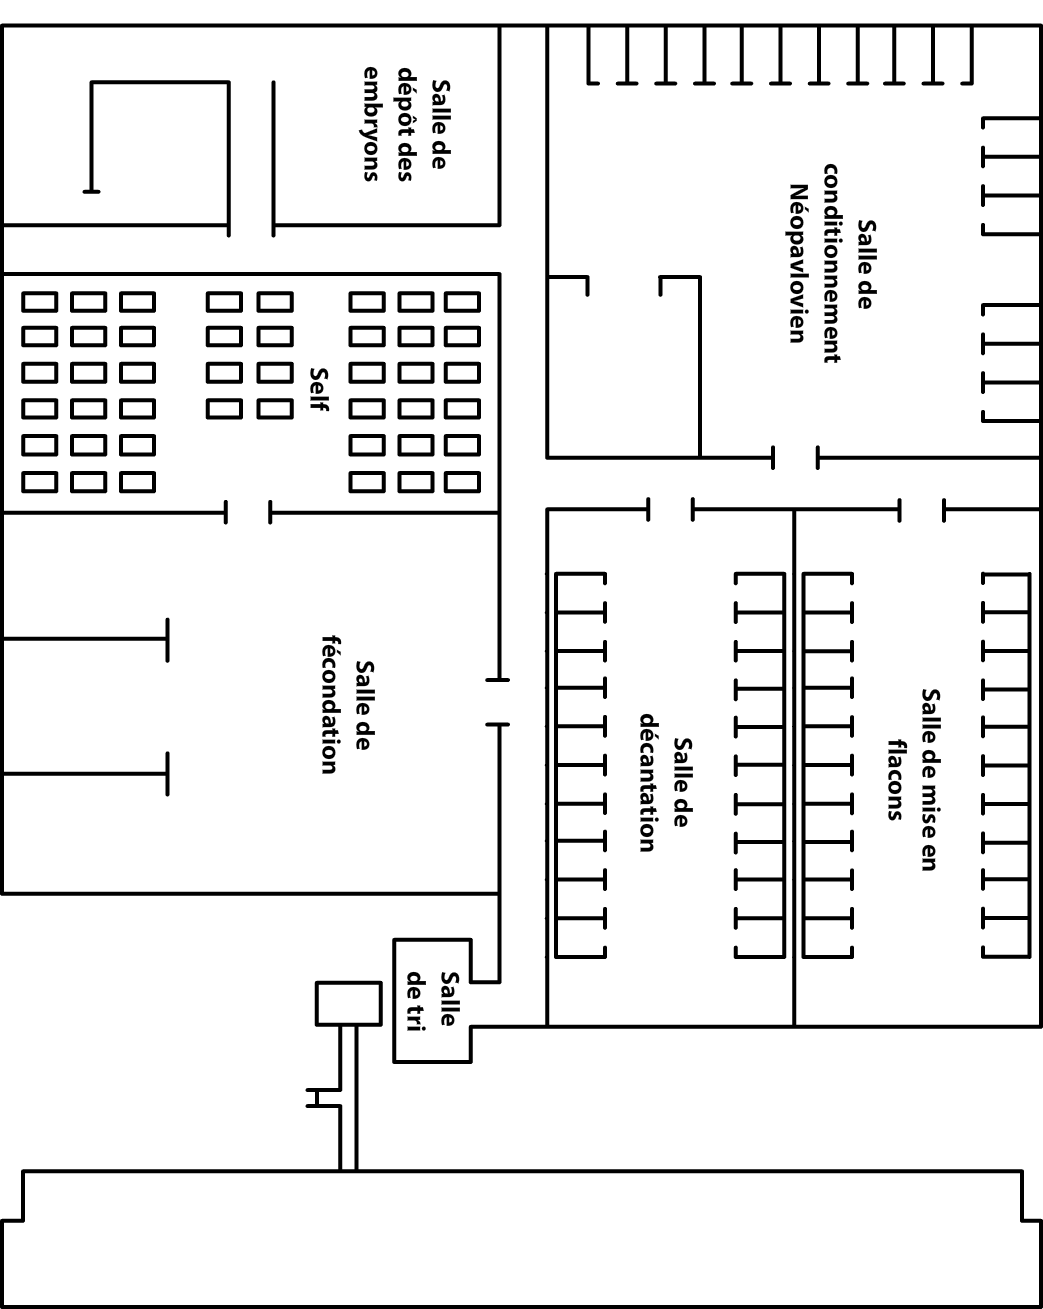 Salle de
dépôt des
embryons
Salle de
conditionnement
Néopavlovien
Self
Salle de
fécondation
Salle de
décantation
Salle de mise en
flacons
Salle
de tri